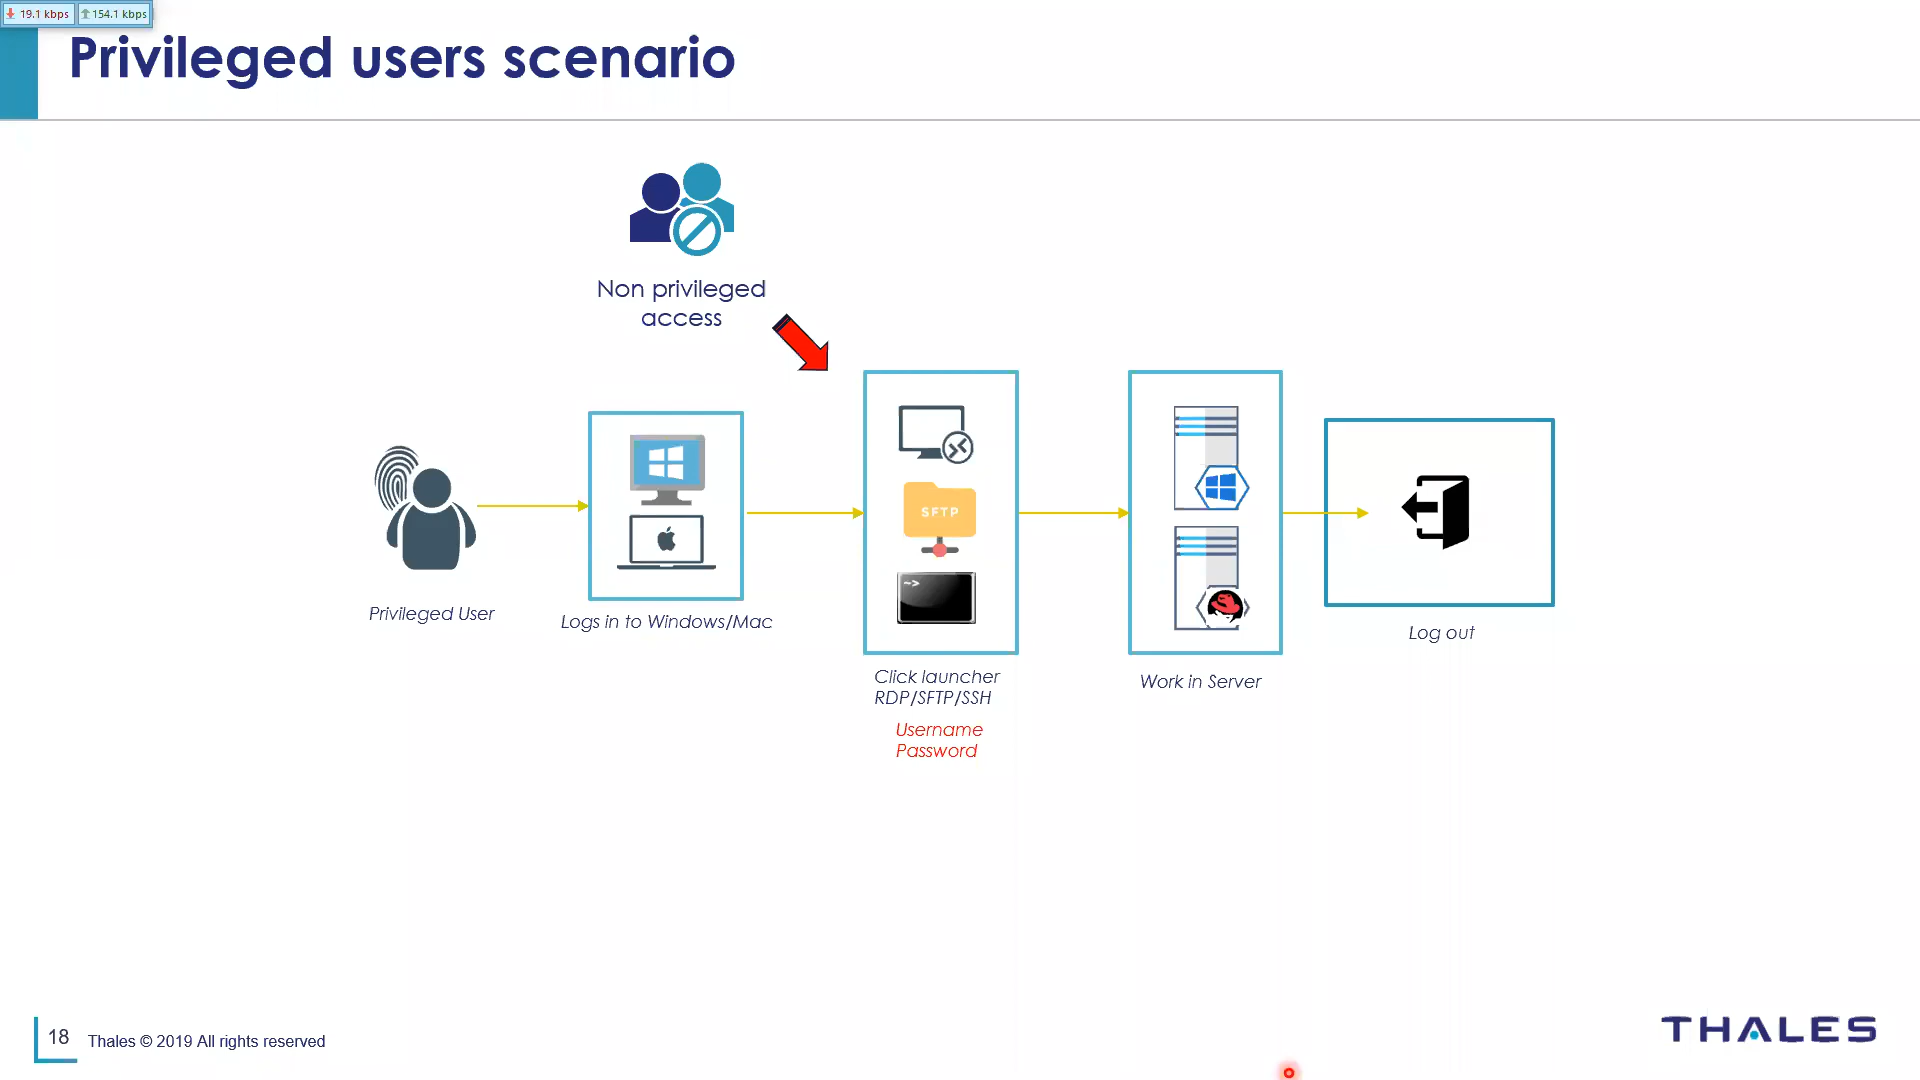 19.1 kbps
154.1 kbps
Privileged users scenario
Non privileged
access
SFTP
~>
Privileged User
Logs in to Windows/Mac
Click launcher
RDP/SFTP/SSH
Username
Password
Work in Server
Log out
18
Thales © 2019 All rights reserved
THALES